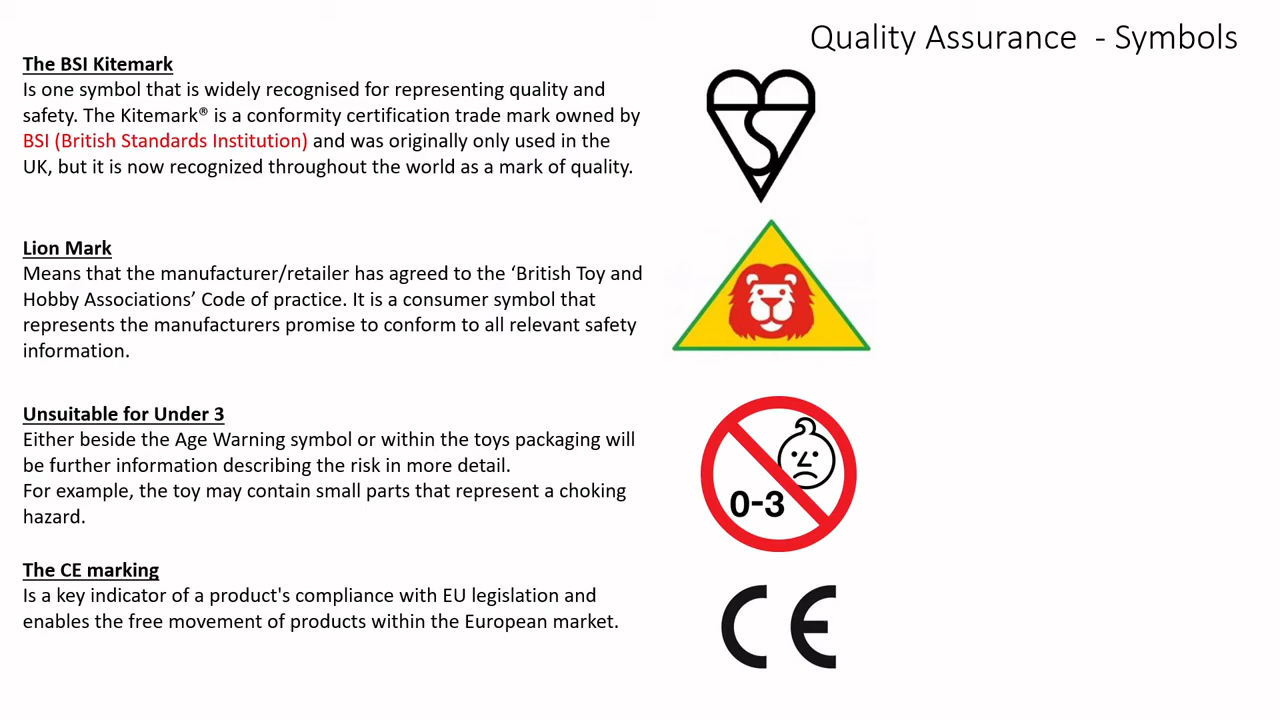 Quality Assurance  - Symbols
The BSI Kitemark
Is one symbol that is widely recognised for representing quality and
safety. The Kitemark® is a conformity certification trade mark owned by
BSI (British Standards Institution) and was originally only used in the
UK, but it is now recognized throughout the world as a mark of quality.
Lion Mark
Means that the manufacturer/retailer has agreed to the ‘British Toy and
Hobby Associations’ Code of practice. It is a consumer symbol that
represents the manufacturers promise to conform to all relevant safety
information.
Unsuitable for Under 3
Either beside the Age Warning symbol or within the toys packaging will
be further information describing the risk in more detail.
For example, the toy may contain small parts that represent a choking
hazard.
0-3
The CE marking
Is a key indicator of a product's compliance with EU legislation and
enables the free movement of products within the European market.
CE